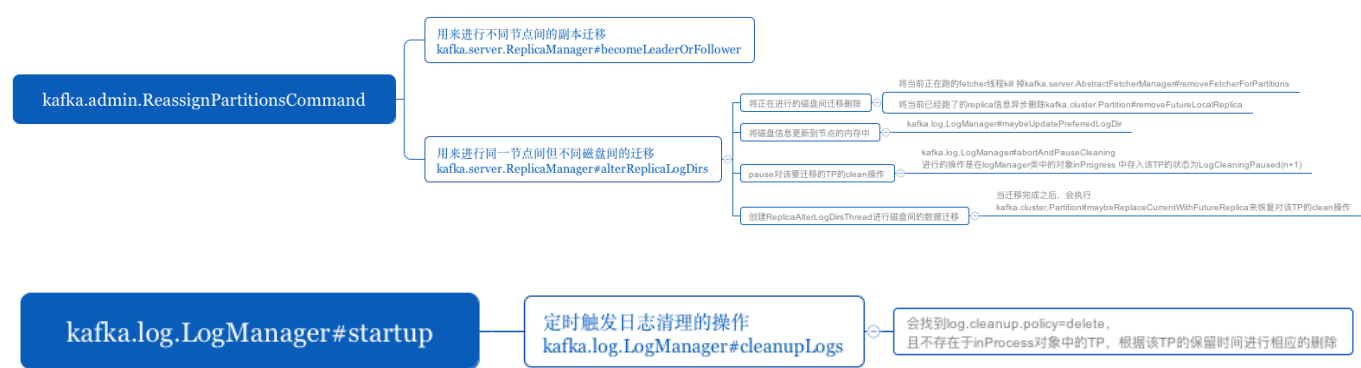 kafka.admin.ReassignPartitionsCommand
用来进行不同节点间的副本迁移
kafka.server.ReplicaManager#becomeLeaderOrFollower
用来进行同一节点间但不同磁盘间的迁移
kafka.server.ReplicaManager#alterReplicaLogDirs
将正在进行的磁盘间迁移删除
将当前正在跑的fetcher线程kill 掉kafka.server.AbstractFetcherManager#removeFetcherForPartitions
将当前已经跑了的replica信息异步删除kafka.cluster.Partition#removeFutureLocalReplica
将磁盘信息更新到节点的内存中
kafka.log.LogManager#maybeUpdatePreferredLogDir
pause对该要迁移的TP的clean操作
kafka.log.LogManager#abortAndPauseCleaning
进行的操作是在logManager类中的对象inProgress 中存入该TP的状态为LogCleaningPaused(n+1)
创建ReplicaAlterLogDirsThread进行磁盘间的数据迁移
当迁移完成之后，会执行
kafka.cluster.Partition#maybeReplaceCurrentWithFutureReplica来恢复对该TP的clean操作
kafka.log.LogManager#startup
定时触发日志清理的操作
kafka.log.LogManager#cleanupLogs
会找到log.cleanup.policy=delete，
且不存在于inProcess对象中的TP，根据该TP的保留时间进行相应的删除